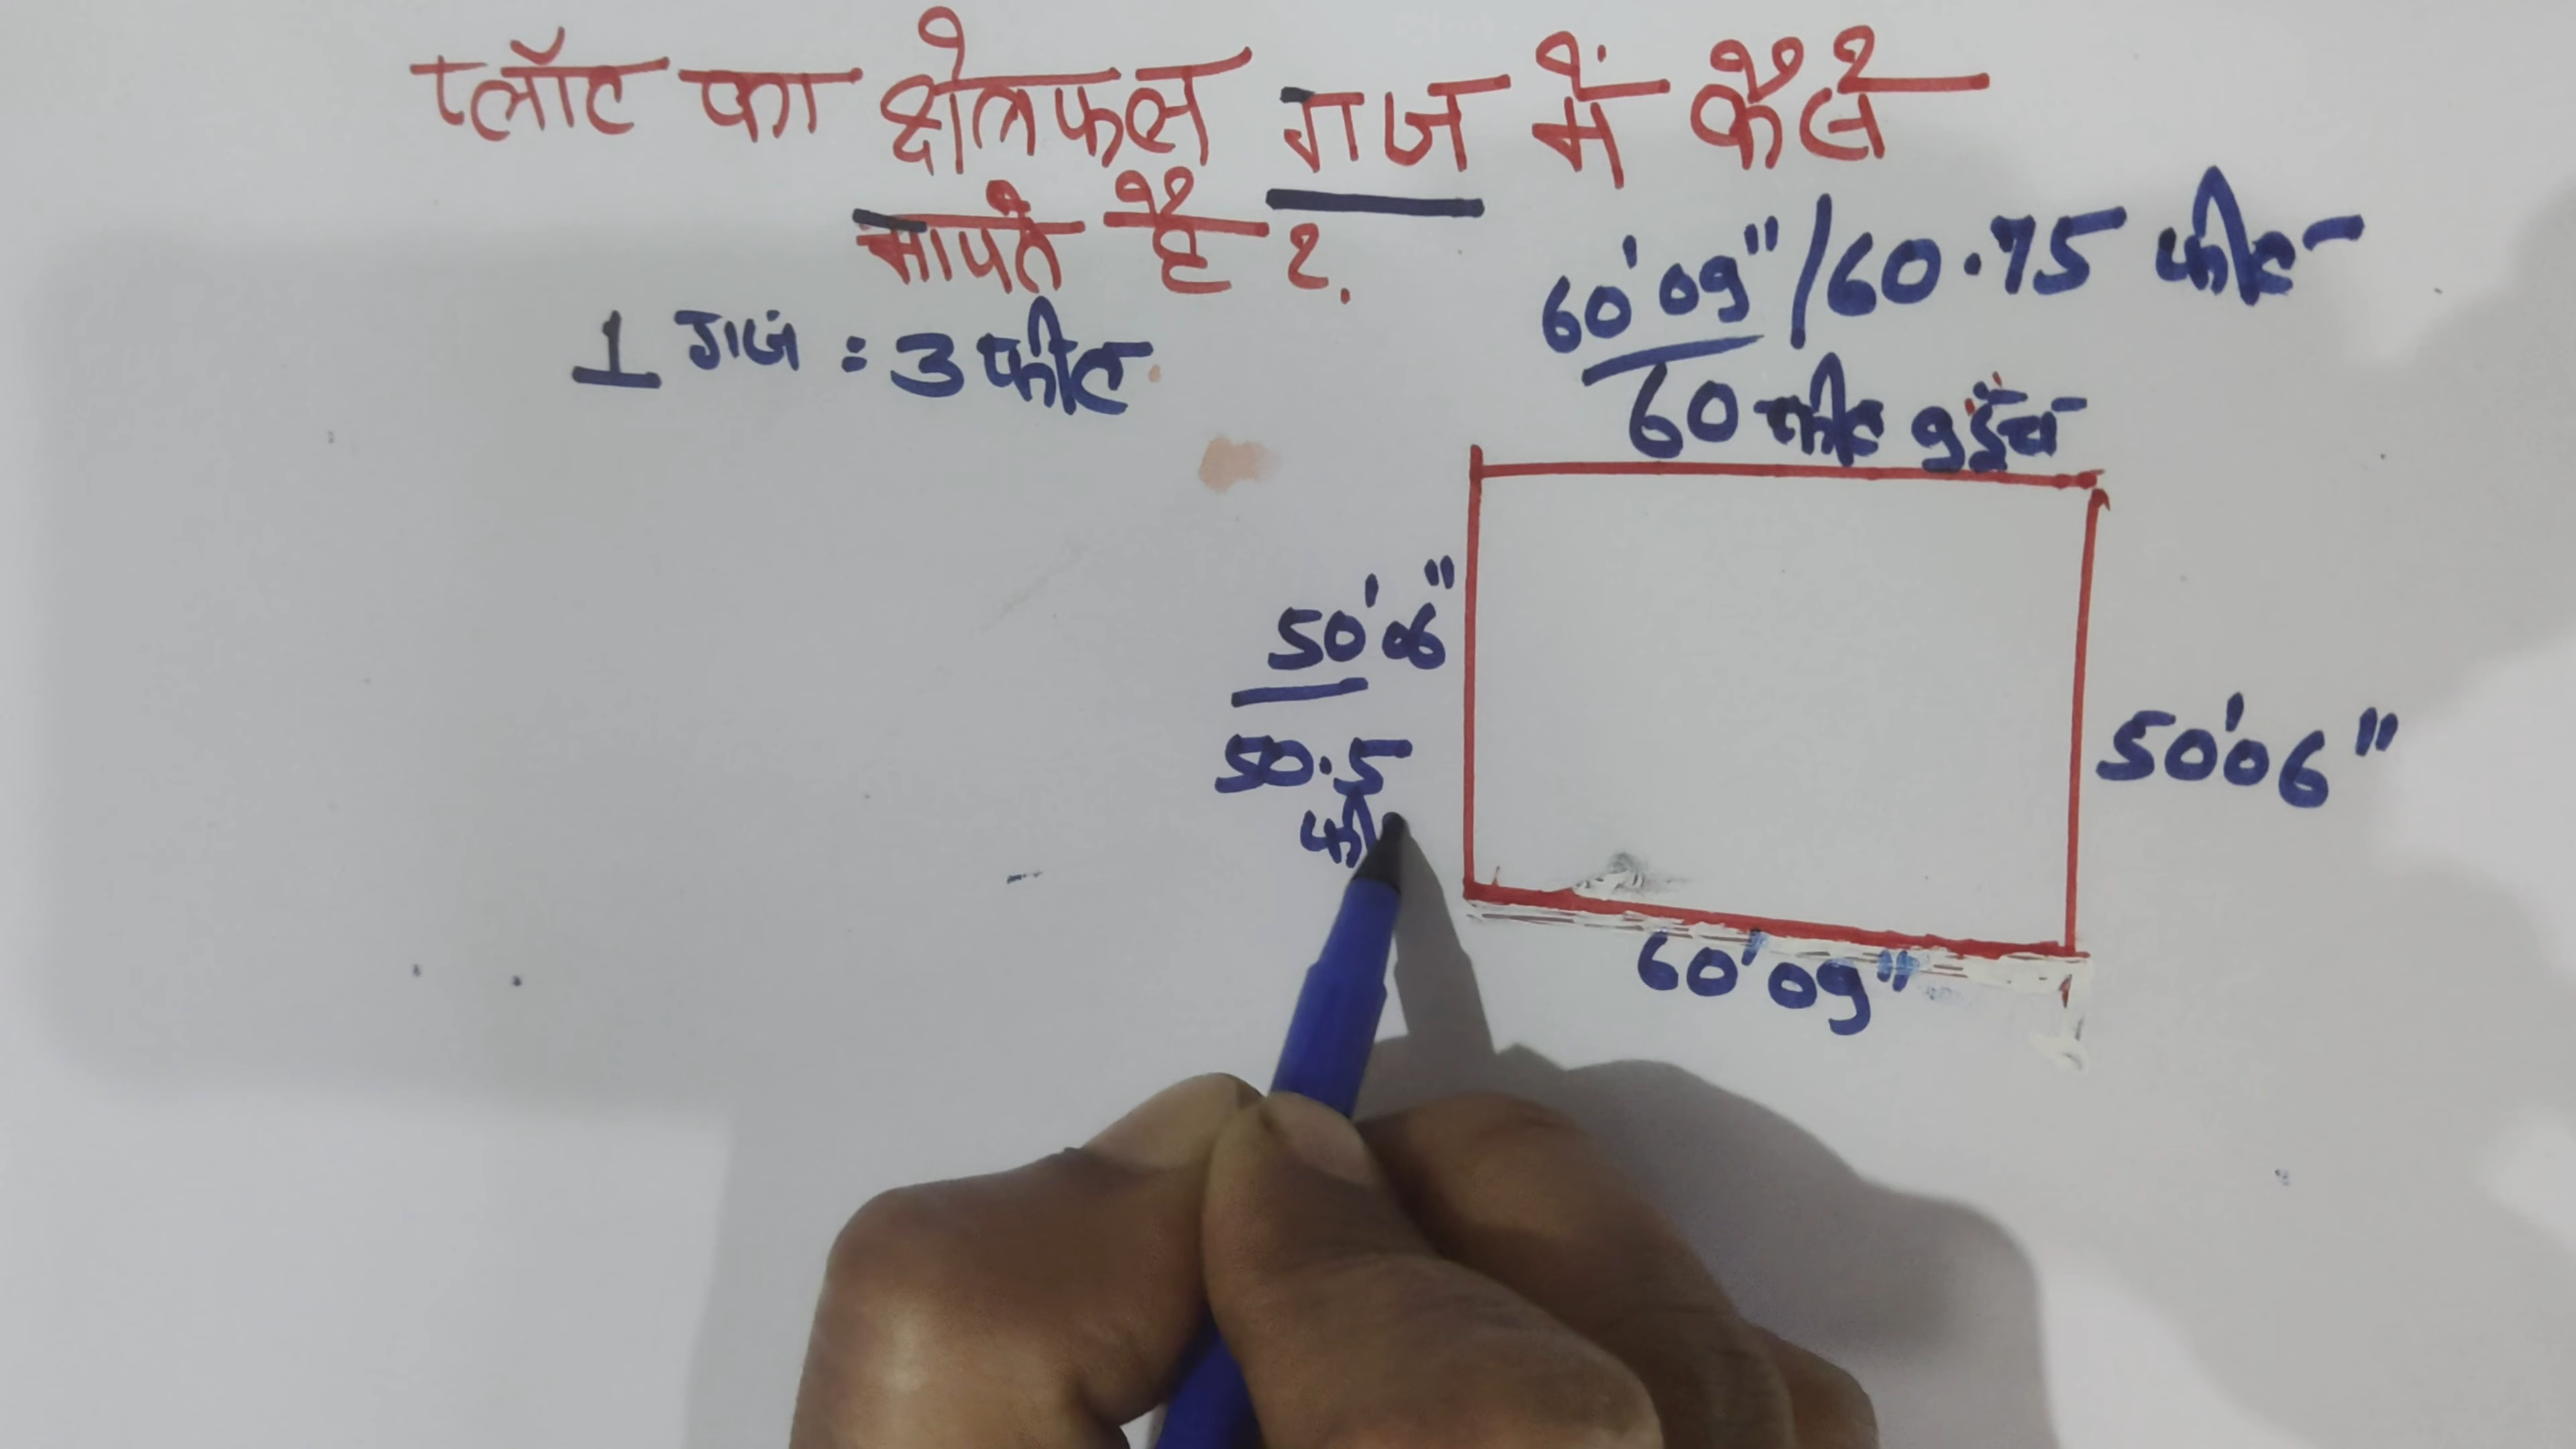 प्लॉट का क्षेत्रफल गज में कैसे
मापते है ?.
1 गज : 3 फीट
60'09" / 60.75 फीट
60 फीट 9 इंच
50'06"
50.5
फी
50'06"
60'09"